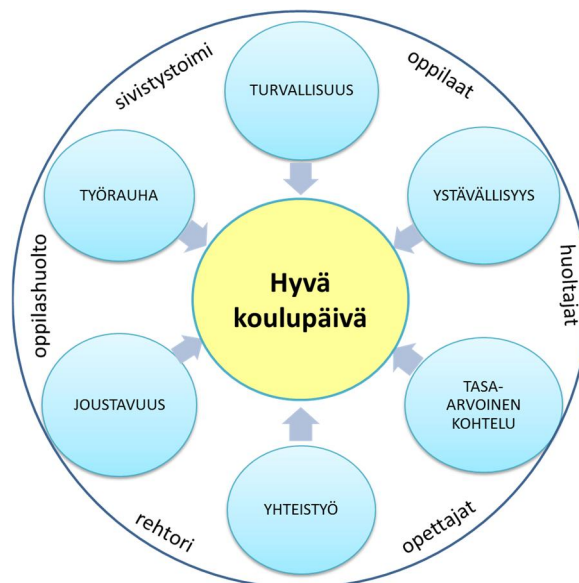 sivistystoimi
oppilaat
TURVALLISUUS
TYÖRAUHA
YSTÄVÄLLISYYS
oppilashuolto
Hyvä
koulupäivä
huoltajat
JOUSTAVUUS
TASA-
ARVOINEN
KOHTELU
YHTEISTYÖ
rehtori
opettajat